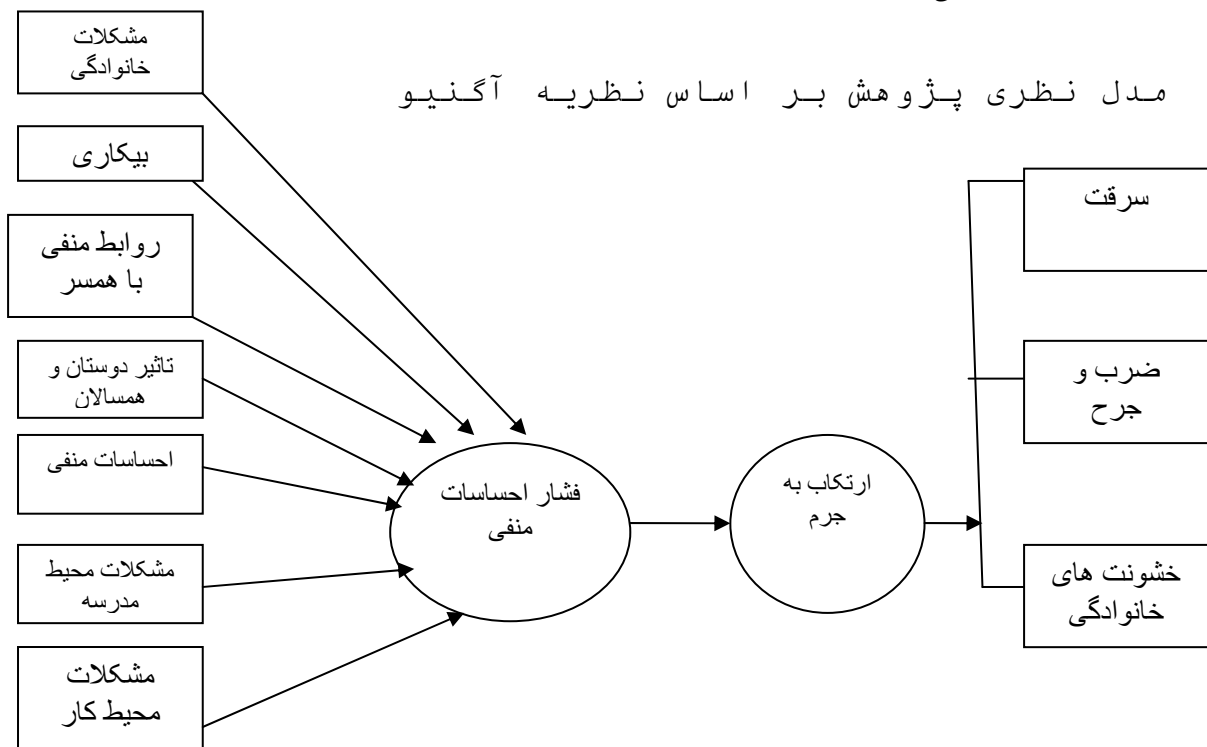 مدل نظری پژوهش بر اساس نظریه آگنیو
مشکلات
خانوادگی
بیکاری
روابط منفی
با همسر
تاثیر دوستان و
همسالان
احساسات منفی
مشکلات محیط
مدرسه
مشکلات
محیط کار
فشار احساسات
منفی
ارتکاب به
جرم
سرقت
ضرب و
جرح
خشونت های
خانوادگی